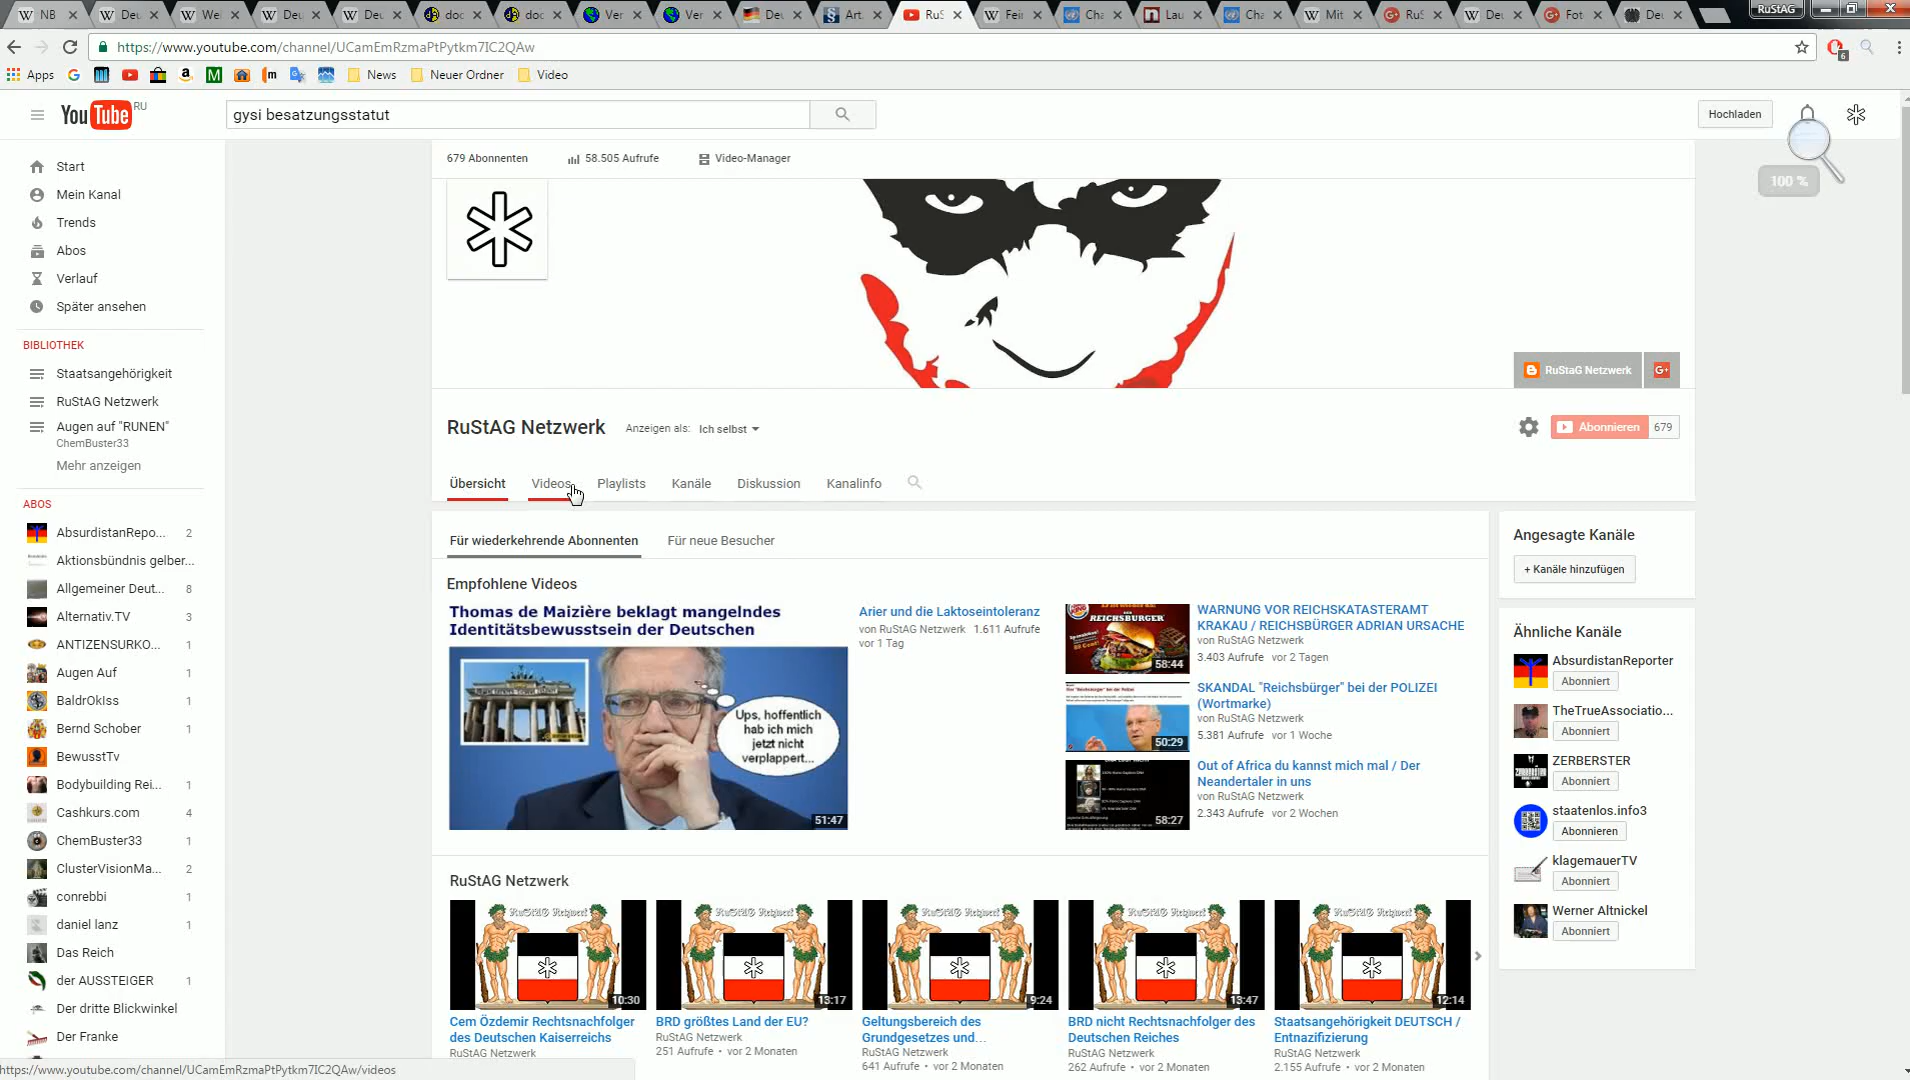 NB
Deu
Wei
Deu
Deu
doc
doc
Ver
Ver
Deu
Art.
RuS
Fein
Cha
Lau
Cha
Mit
RuS
Deu
Fot
Deu
RuStAG
https://www.youtube.com/channel/UCamEmRzmaPtPytkm7IC2QAw
6
Apps
News
Neuer Ordner
Video
YouTube RU
gysi besatzungsstatut
Hochladen
100 %
679 Abonnenten
58.505 Aufrufe
Video-Manager
Start
Mein Kanal
Trends
Abos
Verlauf
Später ansehen
BIBLIOTHEK
Staatsangehörigkeit
RuStAG Netzwerk
Augen auf "RUNEN"
ChemBuster33
Mehr anzeigen
ABOS
AbsurdistanRepo... 2
Aktionsbündnis gelber...
Allgemeiner Deut... 8
Alternativ.TV 3
ANTIZENSURKO... 1
Augen Auf 1
BaldrOkIss 1
Bernd Schober 1
BewusstTv
Bodybuilding Rei... 1
Cashkurs.com 4
ChemBuster33 1
ClusterVisionMa... 2
conrebbi 1
daniel lanz 1
Das Reich
der AUSSTEIGER 1
Der dritte Blickwinkel
Der Franke
https://www.youtube.com/channel/UCamEmRzmaPtPytkm7IC2QAw/videos
RuStaG Netzwerk
G+
RuStAG Netzwerk
Anzeigen als: Ich selbst
Abonnieren 679
Übersicht
Videos
Playlists
Kanäle
Diskussion
Kanalinfo
Für wiederkehrende Abonnenten
Für neue Besucher
Empfohlene Videos
Thomas de Maizière beklagt mangelndes
Identitätsbewusstsein der Deutschen
Ups, hoffentlich
hab ich mich
jetzt nicht
verplappert...
51:47
Arier und die Laktoseintoleranz
von RuStAG Netzwerk 1.611 Aufrufe
vor 1 Tag
REICHSBURGER
58:44
WARNUNG VOR REICHSKATASTERAMT
KRAKAU / REICHSBÜRGER ADRIAN URSACHE
von RuStAG Netzwerk
3.403 Aufrufe vor 2 Tagen
50:29
SKANDAL "Reichsbürger" bei der POLIZEI
(Wortmarke)
von RuStAG Netzwerk
5.381 Aufrufe vor 1 Woche
58:27
Out of Africa du kannst mich mal / Der
Neandertaler in uns
von RuStAG Netzwerk
2.343 Aufrufe vor 2 Wochen
RuStAG Netzwerk
RuStAG Netzwerk
10:30
Cem Özdemir Rechtsnachfolger
des Deutschen Kaiserreichs
RuStAG Netzwerk
RuStAG Netzwerk
13:17
BRD größtes Land der EU?
RuStAG Netzwerk
251 Aufrufe • vor 2 Monaten
RuStAG Netzwerk
9:24
Geltungsbereich des
Grundgesetzes und...
RuStAG Netzwerk
641 Aufrufe • vor 2 Monaten
RuStAG Netzwerk
13:47
BRD nicht Rechtsnachfolger des
Deutschen Reiches
RuStAG Netzwerk
262 Aufrufe • vor 2 Monaten
RuStAG Netzwerk
12:14
Staatsangehörigkeit DEUTSCH /
Entnazifizierung
RuStAG Netzwerk
2.155 Aufrufe • vor 2 Monaten
Angesagte Kanäle
+ Kanäle hinzufügen
Ähnliche Kanäle
AbsurdistanReporter
Abonniert
TheTrueAssociatio...
Abonniert
ZERBERSTER
Abonniert
staatenlos.info3
Abonnieren
klagemauerTV
Abonniert
Werner Altnickel
Abonniert